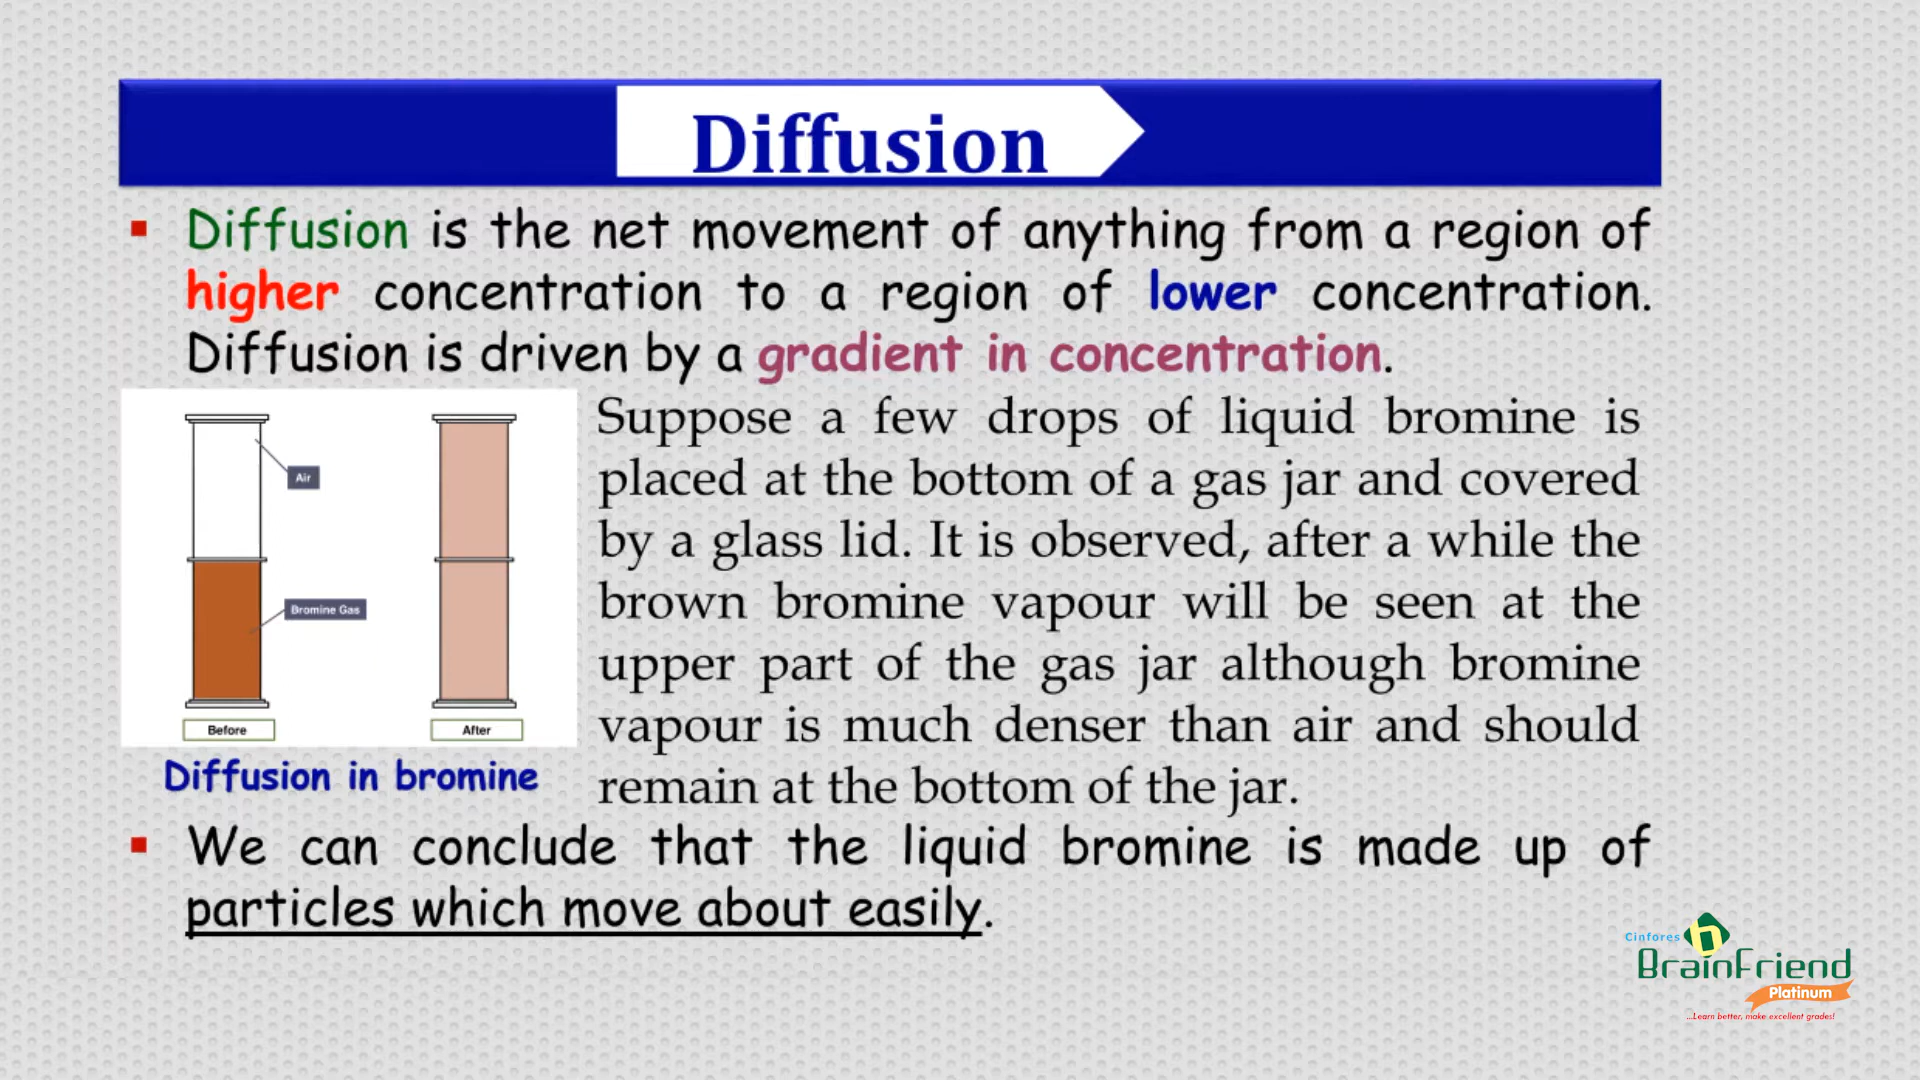 Diffusion
▪ Diffusion is the net movement of anything from a region of
higher concentration to a region of lower concentration.
Diffusion is driven by a gradient in concentration.
Air
Bromine Gas
Before
After
Diffusion in bromine
Suppose a few drops of liquid bromine is
placed at the bottom of a gas jar and covered
by a glass lid. It is observed, after a while the
brown bromine vapour will be seen at the
upper part of the gas jar although bromine
vapour is much denser than air and should
remain at the bottom of the jar.
▪ We can conclude that the liquid bromine is made up of
particles which move about easily.
Cinfores
BrainFriend
Platinum
...Learn better, make excellent grades!